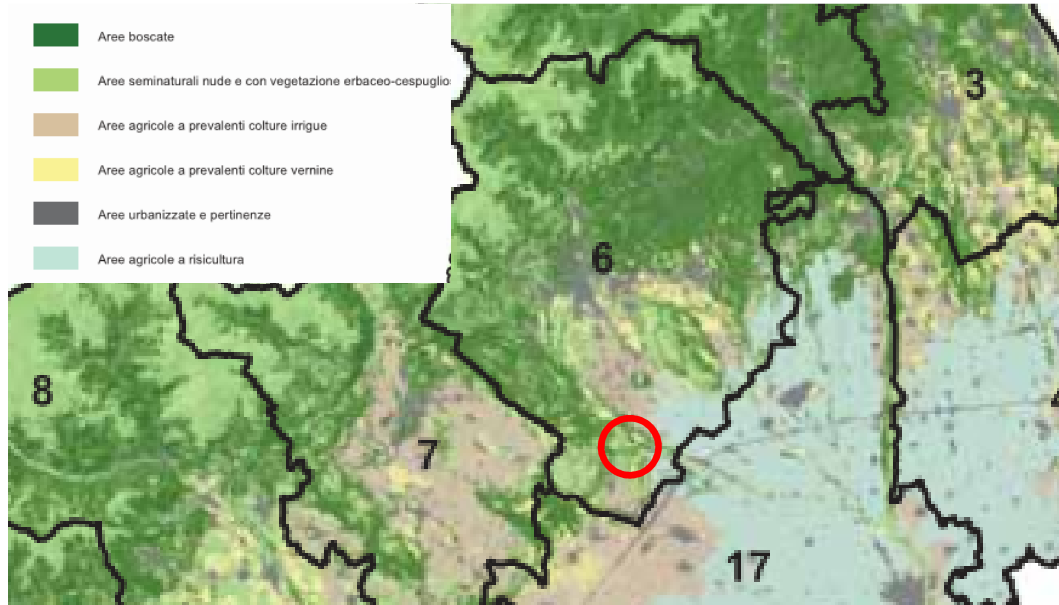 Aree boscate
Aree seminaturali nude e con vegetazione erbaceo-cespuglio
Aree agricole a prevalenti colture irrigue
Aree agricole a prevalenti colture vernine
Aree urbanizzate e pertinenze
Aree agricole a risicultura
3
6
8
7
17